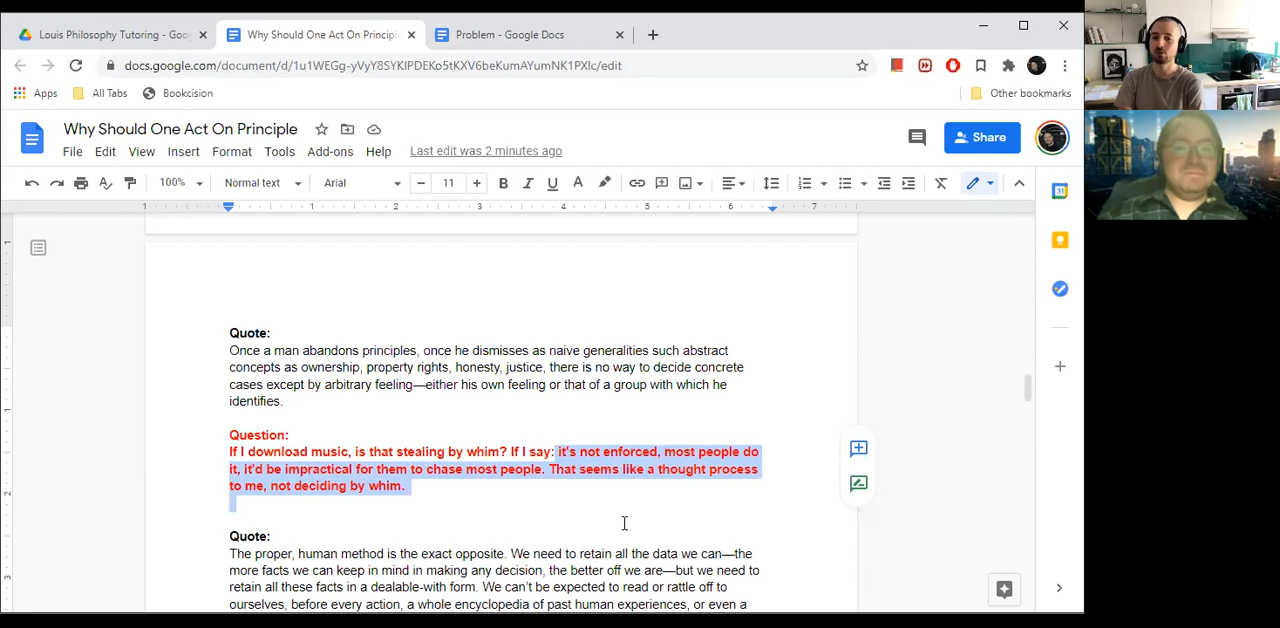 Louis Philosophy Tutoring - Goo
Why Should One Act On Principl
Problem - Google Docs
docs.google.com/document/d/1u1WEGg-yVyY8SYKlPDEKo5tKXV6beKumAYumNK1PXlc/edit
Apps
All Tabs
Bookcision
Other bookmarks
Why Should One Act On Principle
Share
File Edit View Insert Format Tools Add-ons Help Last edit was 2 minutes ago
100% Normal text Arial 11
1 1 2 3 4 5 6 7
Quote:
Once a man abandons principles, once he dismisses as naive generalities such abstract
concepts as ownership, property rights, honesty, justice, there is no way to decide concrete
cases except by arbitrary feeling—either his own feeling or that of a group with which he
identifies.
Question:
If I download music, is that stealing by whim? If I say: it's not enforced, most people do
it, it'd be impractical for them to chase most people. That seems like a thought process
to me, not deciding by whim.
Quote:
The proper, human method is the exact opposite. We need to retain all the data we can—the
more facts we can keep in mind in making any decision, the better off we are—but we need to
retain all these facts in a dealable-with form. We can't be expected to read or rattle off to
ourselves, before every action, a whole encyclopedia of past human experiences, or even a